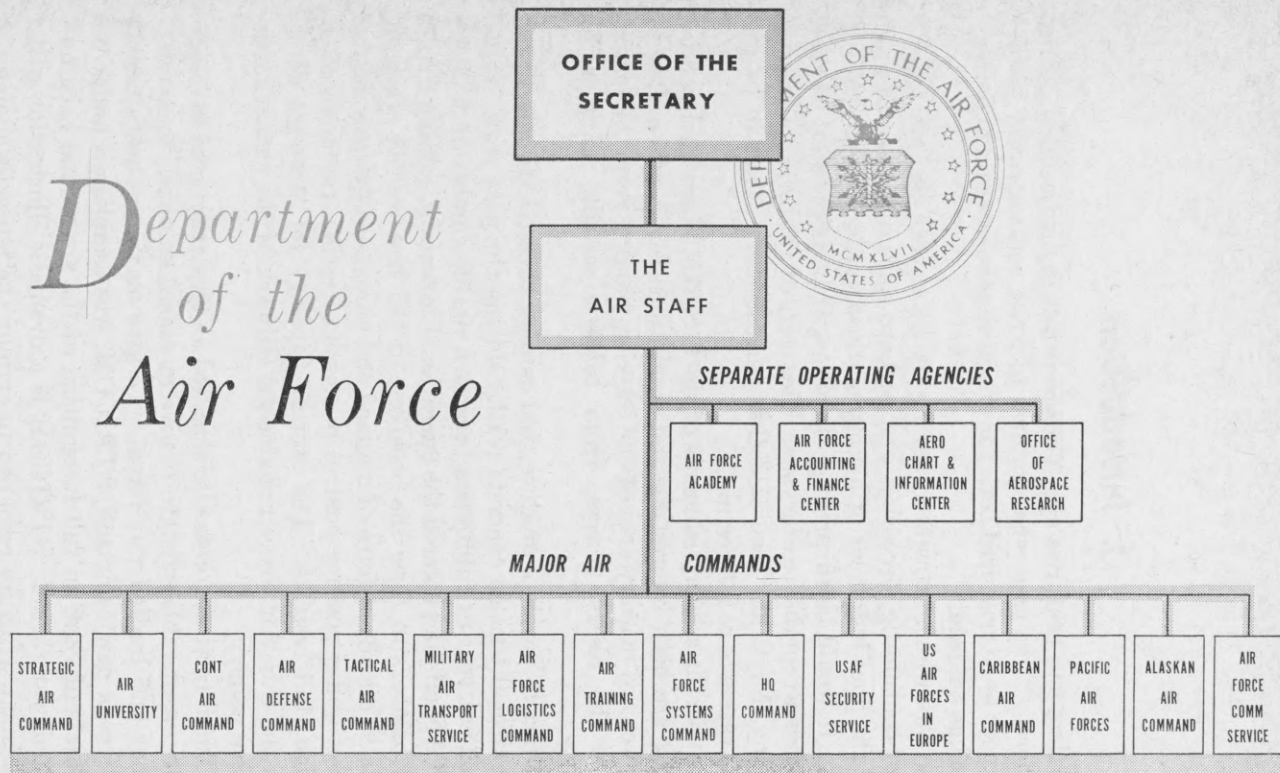 OFFICE OF THE
SECRETARY
DEPARTMENT OF THE AIR FORCE
MCMXLVII
UNITED STATES OF AMERICA
Department
of the
Air Force
THE
AIR STAFF
SEPARATE OPERATING AGENCIES
AIR FORCE
ACADEMY
AIR FORCE
ACCOUNTING
& FINANCE
CENTER
AERO
CHART &
INFORMATION
CENTER
OFFICE
OF
AEROSPACE
RESEARCH
MAJOR AIR COMMANDS
STRATEGIC
AIR
COMMAND
AIR
UNIVERSITY
CONT
AIR
COMMAND
AIR
DEFENSE
COMMAND
TACTICAL
AIR
COMMAND
MILITARY
AIR
TRANSPORT
SERVICE
AIR
FORCE
LOGISTICS
COMMAND
AIR
TRAINING
COMMAND
AIR
FORCE
SYSTEMS
COMMAND
HQ
COMMAND
USAF
SECURITY
SERVICE
US
AIR
FORCES
IN
EUROPE
CARIBBEAN
AIR
COMMAND
PACIFIC
AIR
FORCES
ALASKAN
AIR
COMMAND
AIR
FORCE
COMM
SERVICE